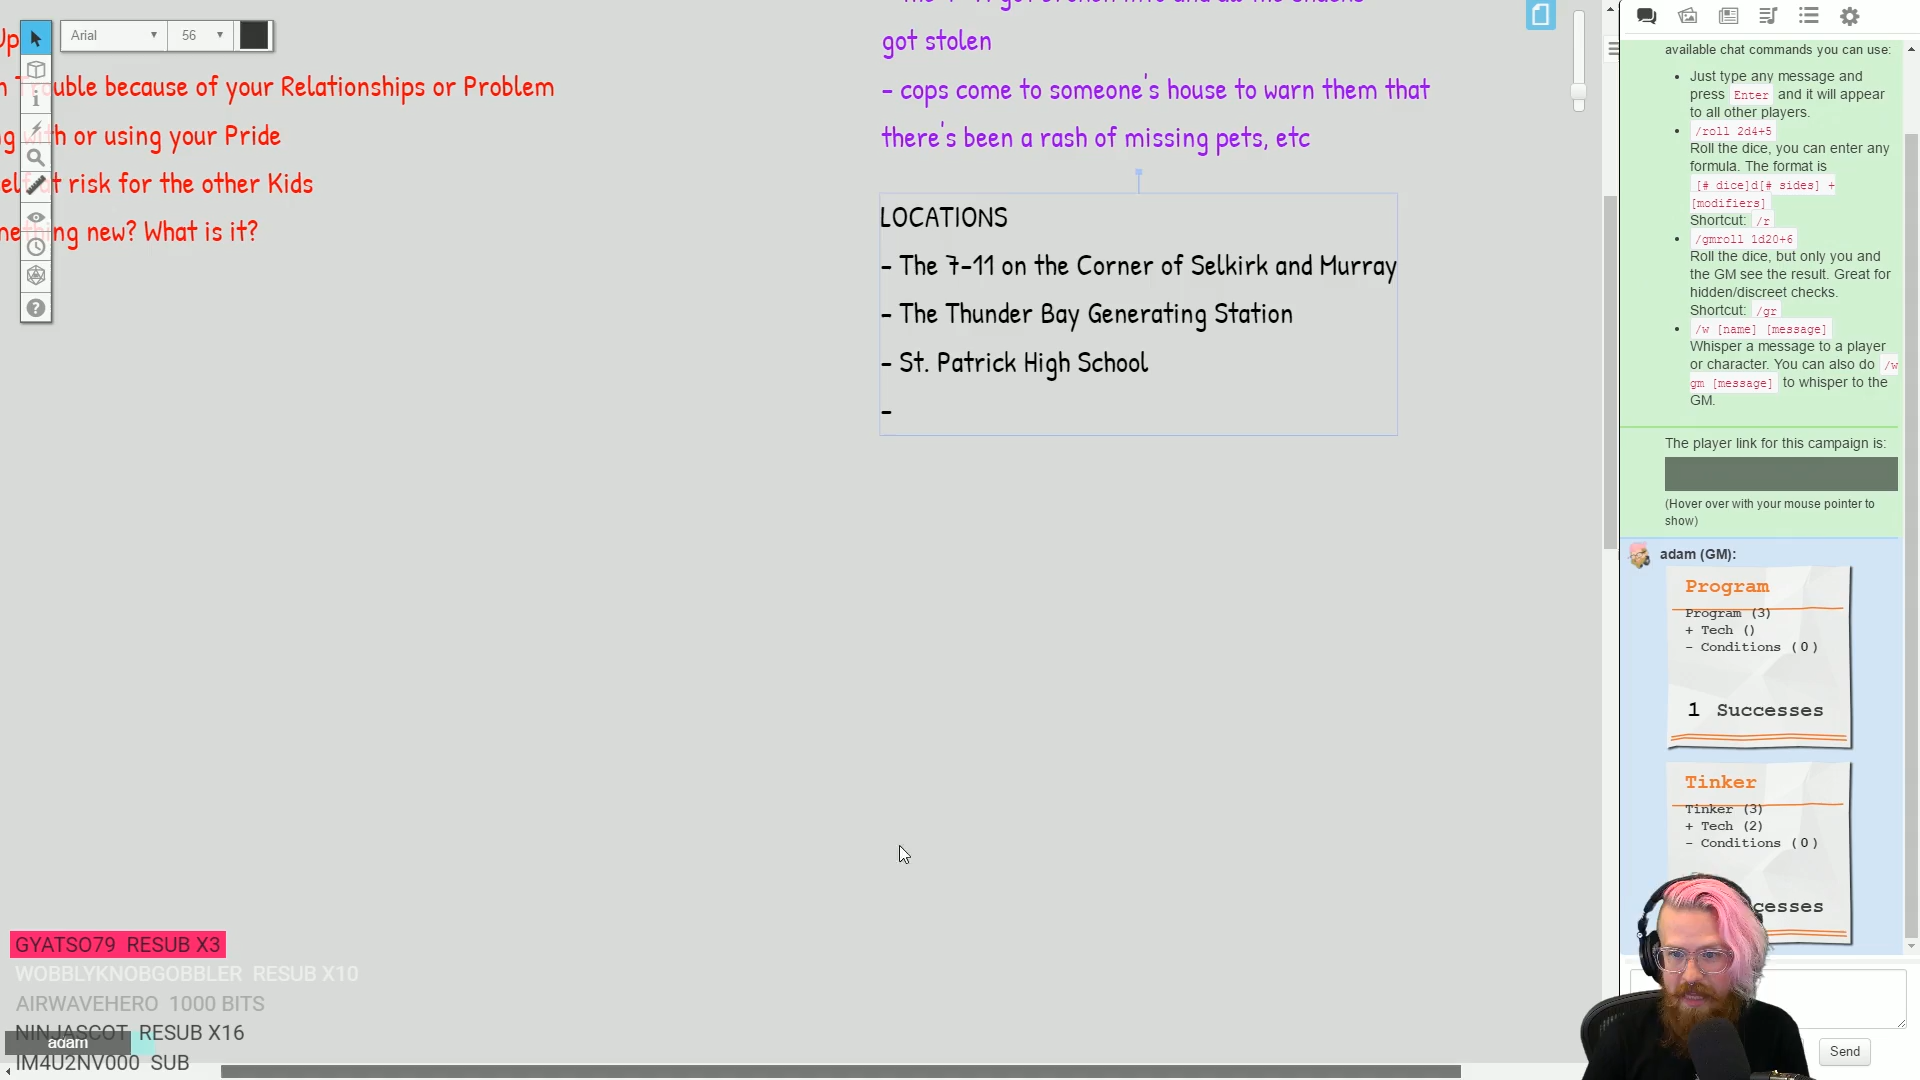 Arial
56
Up
n Trouble because of your Relationships or Problem
ng with or using your Pride
elf at risk for the other Kids
mething new? What is it?
got stolen
- cops come to someone's house to warn them that
there's been a rash of missing pets, etc
LOCATIONS
- The 7-11 on the Corner of Selkirk and Murray
- The Thunder Bay Generating Station
- St. Patrick High School
-
GYATSO79 RESUB X3
WOBBLYKNOBGOBBLER RESUB X10
AIRWAVEHERO 1000 BITS
NINJASCOT RESUB X16
adam
IM4U2NV000 SUB
available chat commands you can use:
Just type any message and
press Enter and it will appear
to all other players.
/roll 2d4+5
Roll the dice, you can enter any
formula. The format is
[# dice]d[# sides] +
[modifiers]
Shortcut: /r
/gmroll 1d20+6
Roll the dice, but only you and
the GM see the result. Great for
hidden/discreet checks.
Shortcut: /gr
/w [name] [message]
Whisper a message to a player
or character. You can also do /w
gm [message] to whisper to the
GM.
The player link for this campaign is:
(Hover over with your mouse pointer to
show)
adam (GM):
Program
Program (3)
+ Tech ()
- Conditions (0)
1 Successes
Tinker
Tinker (3)
+ Tech (2)
- Conditions (0)
cesses
Send